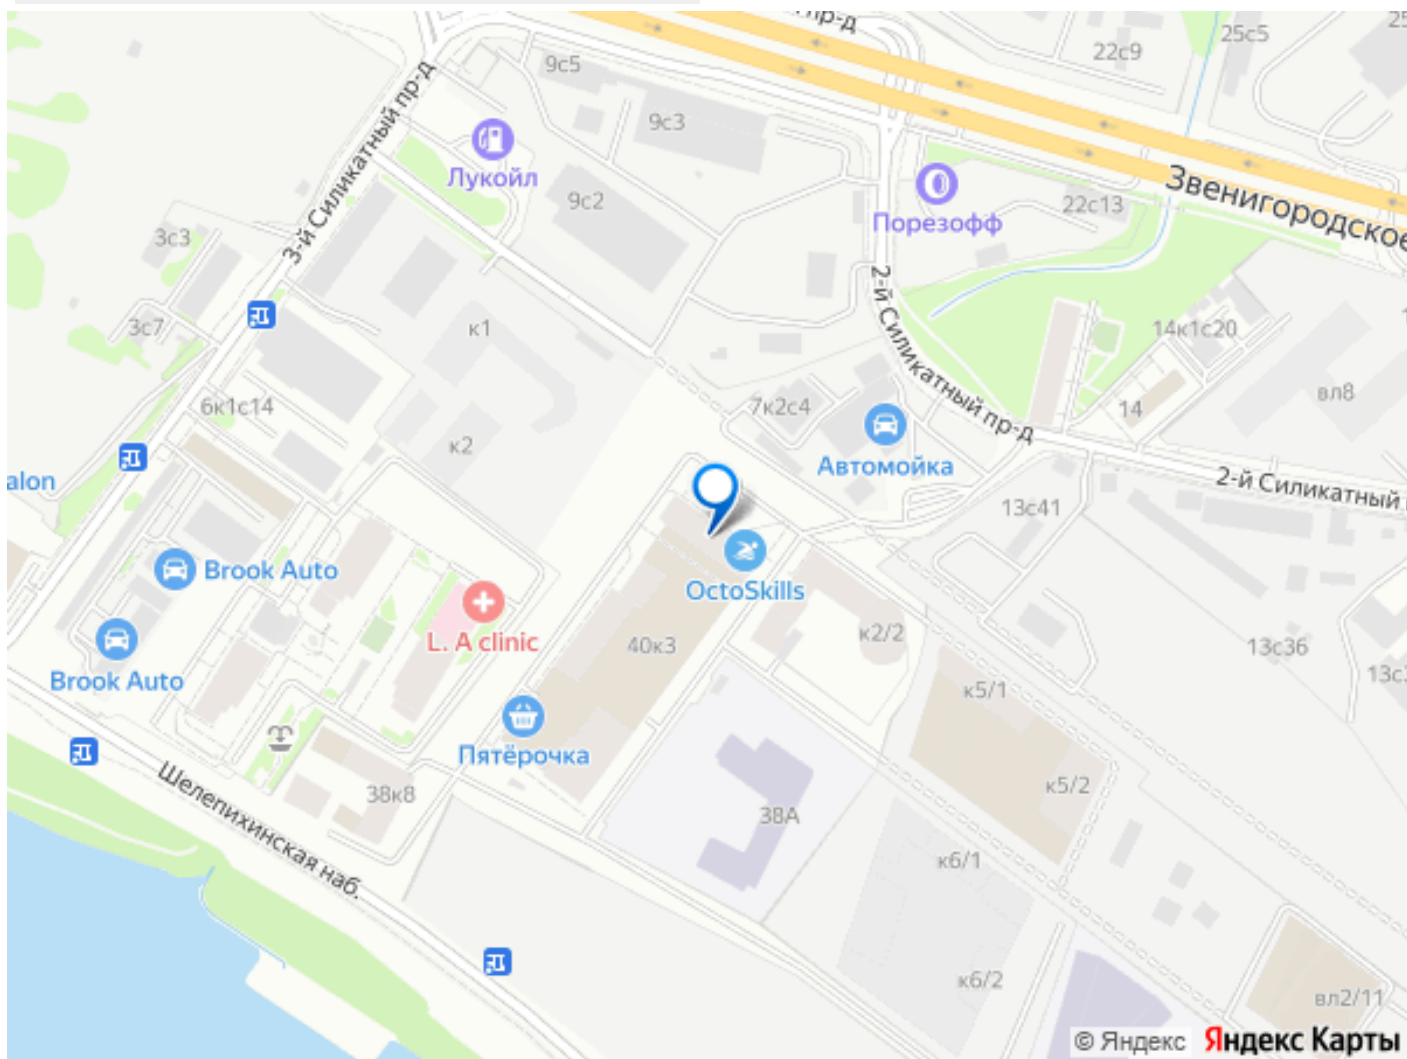 пр-д
25с5
22с9
9с5
3-й Силикатный пр-д
9с3
Лукойл
Звенигородское
Порезофф
22с13
9с2
3с3
2-й Силикатный пр-д
3с7
к1
14к1с20
вл8
6к1с14
7к2с4
14
к2
Автомойка
alon
2-й Силикатный
13с41
Brook Auto
OctoSkills
L. A clinic
40к3
к2/2
13с36
13с3
Brook Auto
к5/1
Пятёрочка
Шелепихинская наб.
38к8
к5/2
38А
к6/1
к6/2
вл2/11
© Яндекс Яндекс Карты